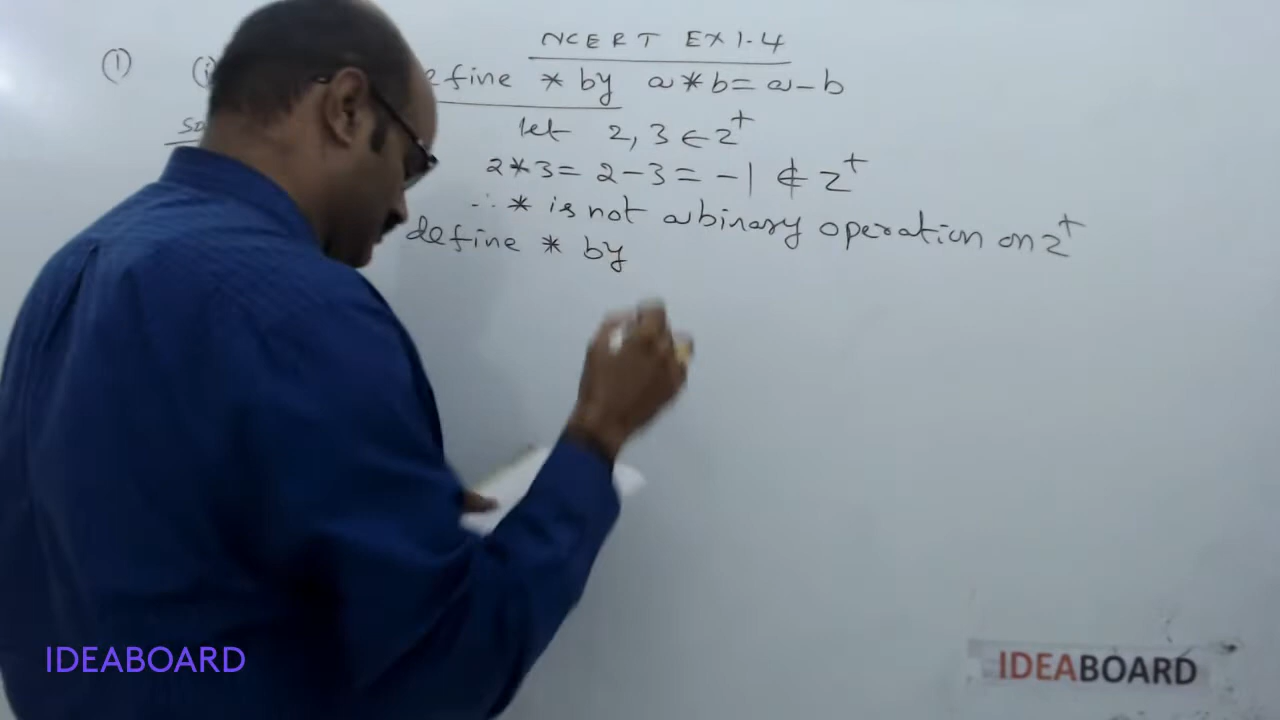 NCERT EX 1.4
(1) (i) efine * by a * b = a - b
let 2, 3 ∈ Z+
2 * 3 = 2 - 3 = -1 ∉ Z+
∴ * is not a binary operation on Z+
define * by
IDEABOARD
IDEABOARD